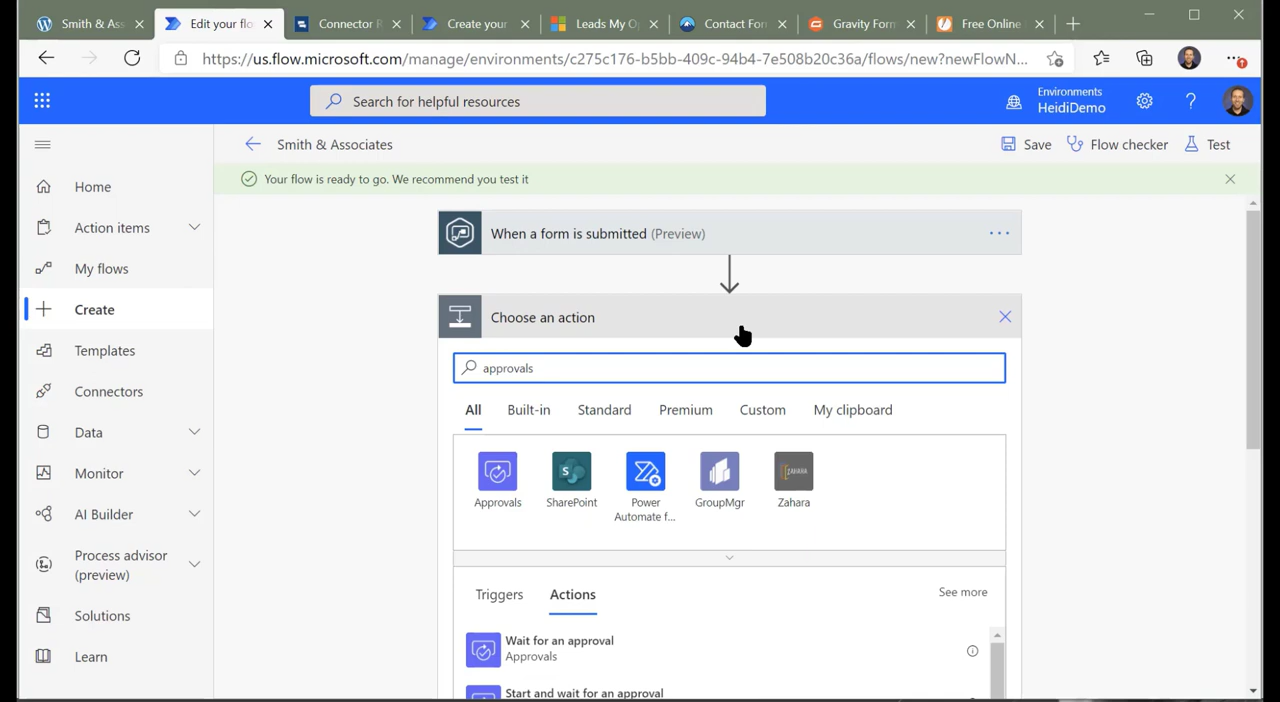 Smith & Ass
Edit your flo
Connector R
Create your
Leads My O
Contact For
Gravity Form
Free Online
https://us.flow.microsoft.com/manage/environments/c275c176-b5bb-409c-94b4-7e508b20c36a/flows/new?newFlowN...
Search for helpful resources
Environments
HeidiDemo
Smith & Associates
Save
Flow checker
Test
Your flow is ready to go. We recommend you test it
Home
Action items
My flows
Create
Templates
Connectors
Data
Monitor
AI Builder
Process advisor
(preview)
Solutions
Learn
When a form is submitted (Preview)
Choose an action
approvals
All
Built-in
Standard
Premium
Custom
My clipboard
Approvals
SharePoint
Power
Automate f...
GroupMgr
ZAHARA
Zahara
Triggers
Actions
See more
Wait for an approval
Approvals
Start and wait for an approval